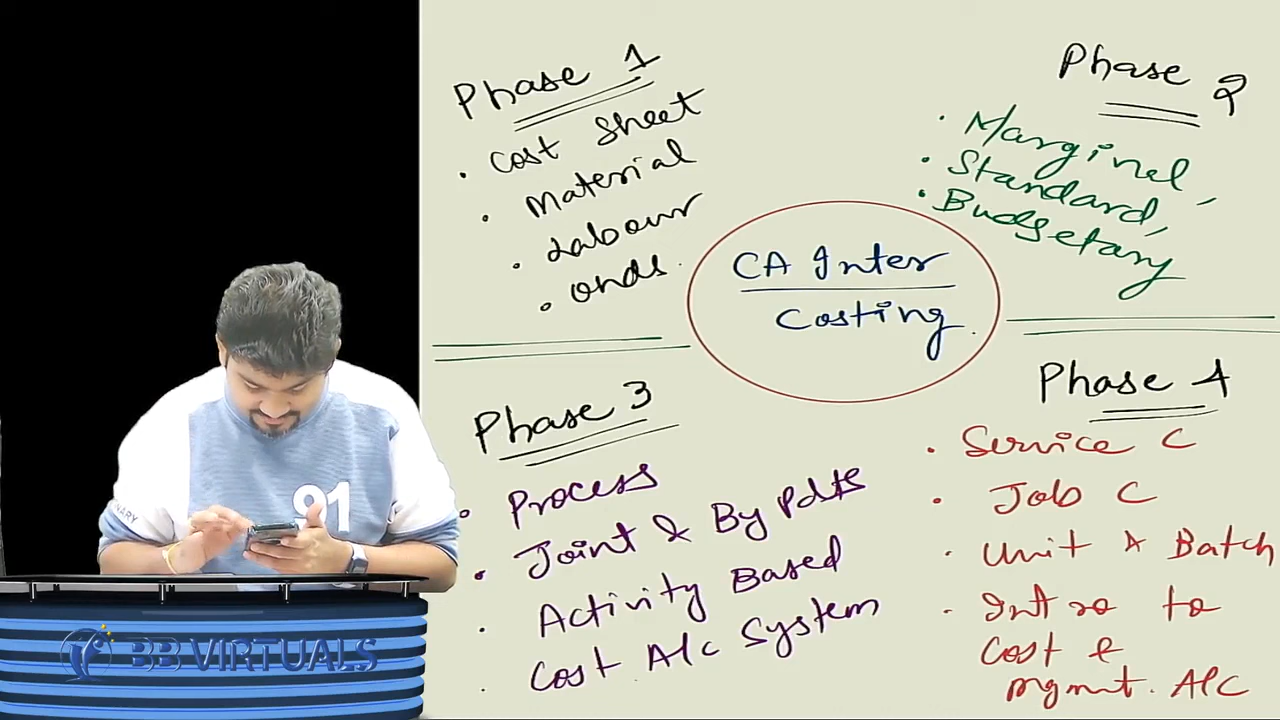 Phase 1
• Cost Sheet
• Material
• Labour
• OHDs.
Phase 2
• Marginal,
• Standard,
• Budgetary
CA Inter
Costing.
Phase 3
• Process
• Joint & By Pdts
• Activity Based
• Cost A/c System
Phase 4
• Service C
• Job C
• Unit & Batch
• Intro to
Cost &
Mgmt. A/C
91
NARY
BB VIRTUALS